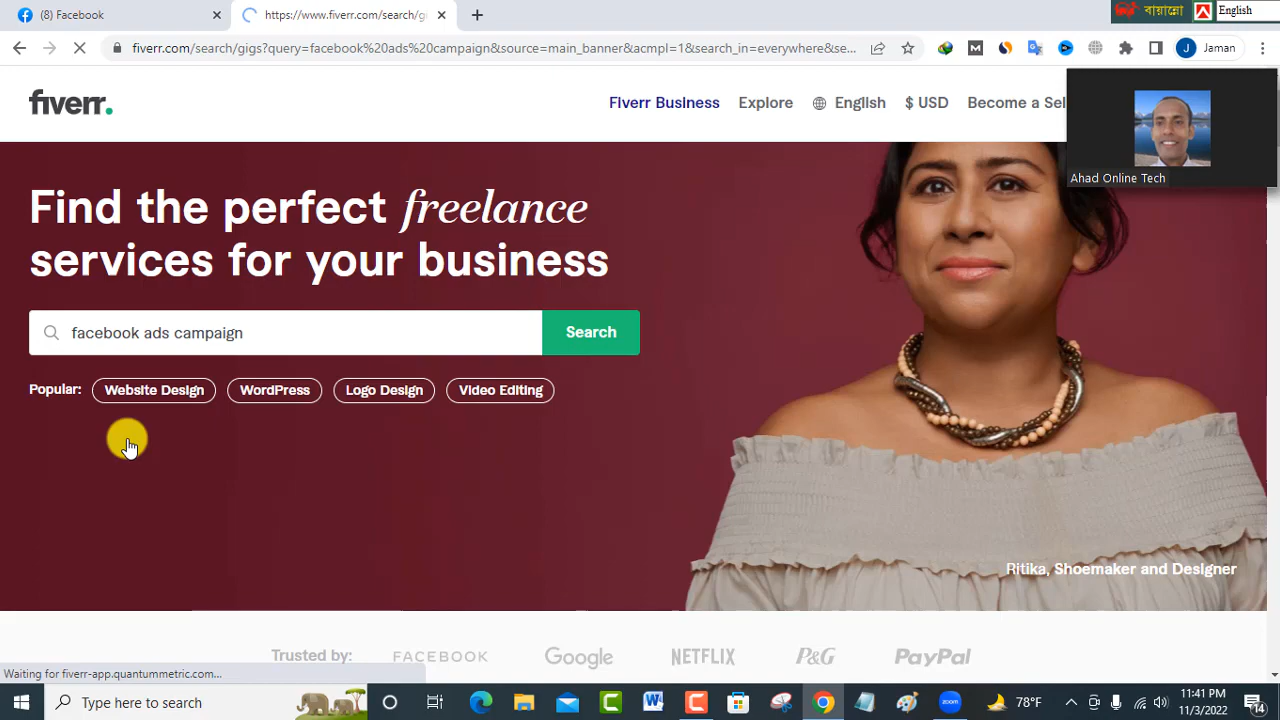 (8) Facebook
https://www.fiverr.com/search/g
বায়ান্নো
English
fiverr.com/search/gigs?query=facebook%20ads%20campaign&source=main_banner&acmpl=1&search_in=everywhere&se...
J
Jaman
fiverr.
Fiverr Business
Explore
English
$ USD
Become a Sel
Ahad Online Tech
Find the perfect freelance
services for your business
facebook ads campaign
Search
Popular:
Website Design
WordPress
Logo Design
Video Editing
Ritika, Shoemaker and Designer
Trusted by:
FACEBOOK
Google
NETFLIX
P&G
PayPal
Waiting for fiverr-app.quantummetric.com...
Type here to search
zoom
78°F
11:41 PM
11/3/2022
14